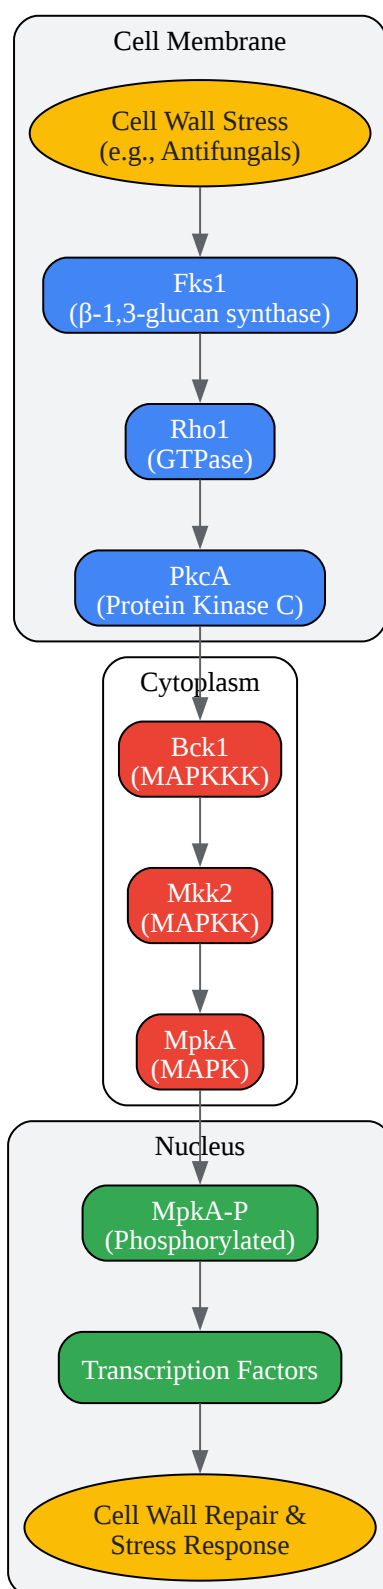 Cell Membrane
Cell Wall Stress
(e.g., Antifungals)
Fks1
(β-1,3-glucan synthase)
Rho1
(GTPase)
PkcA
(Protein Kinase C)
Cytoplasm
Bck1
(MAPKKK)
Mkk2
(MAPKK)
MpkA
(MAPK)
Nucleus
MpkA-P
(Phosphorylated)
Transcription Factors
Cell Wall Repair &
Stress Response